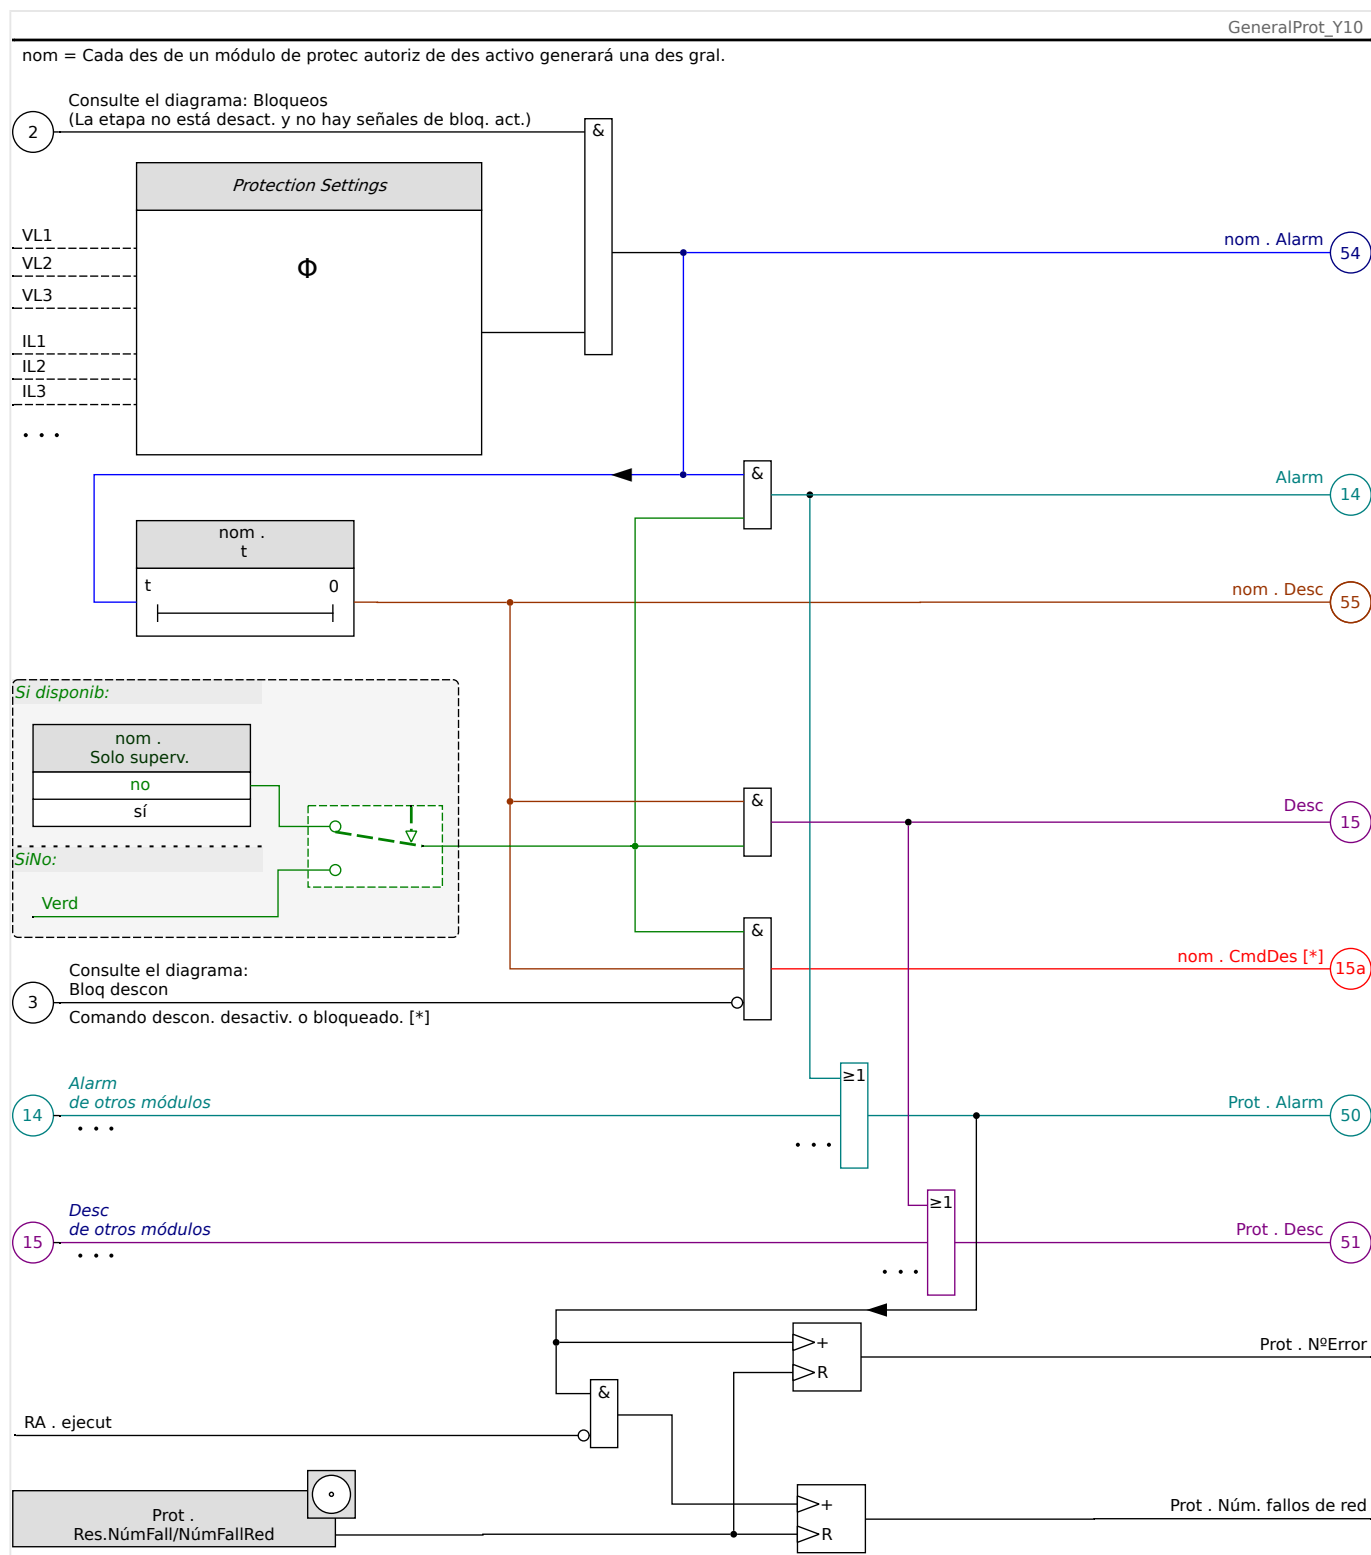 GeneralProt_Y10
nom = Cada des de un módulo de protec autoriz de des activo generará una des gral.
Consulte el diagrama: Bloqueos
(La etapa no está desact. y no hay señales de bloq. act.)
2
&
Protection Settings
Φ
VL1
VL2
VL3
IL1
IL2
IL3
• • •
nom . Alarm
54
&
Alarm
14
nom .
t
t
0
nom . Desc
55
Si disponib:
nom .
Solo superv.
no
sí
SiNo:
Verd
&
Desc
15
&
nom . CmdDes [*]
15a
Consulte el diagrama:
Bloq descon
3
Comando descon. desactiv. o bloqueado. [*]
Alarm
de otros módulos
14
• • •
≥1
• • •
Prot . Alarm
50
Desc
de otros módulos
15
• • •
≥1
• • •
Prot . Desc
51
+
R
Prot . NºError
&
RA . ejecut
Prot .
Res.NúmFall/NúmFallRed
+
R
Prot . Núm. fallos de red